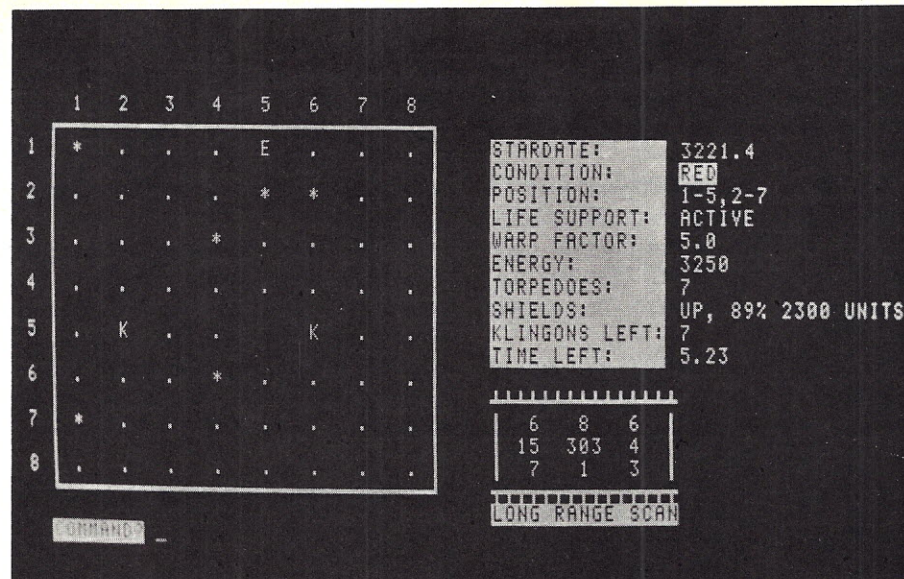 1 2 3 4 5 6 7 8
1 * . . . E . . .
2 . . . . * * . .
3 . . . * . . . .
4 . . . . . . . .
5 . K . . . K . .
6 . . . * . . . .
7 * . . . . . . .
8 . . . . . . . .
STARDATE: 3221.4
CONDITION: RED
POSITION: 1-5,2-7
LIFE SUPPORT: ACTIVE
WARP FACTOR: 5.0
ENERGY: 3250
TORPEDOES: 7
SHIELDS: UP, 89% 2300 UNITS
KLINGONS LEFT: 7
TIME LEFT: 5.23
6 8 6
15 303 4
7 1 3
LONG RANGE SCAN
COMMAND? _